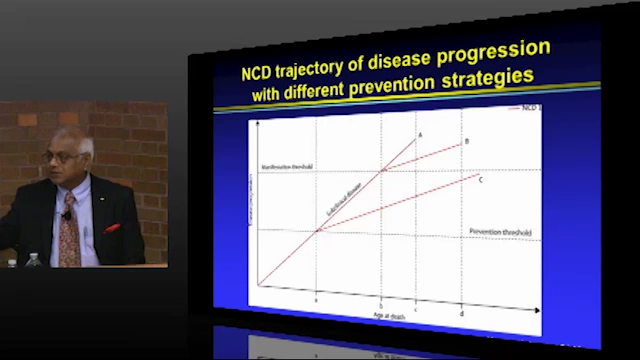 NCD trajectory of disease progression
with different prevention strategies
NCD
A
B
Manifestation threshold
C
Subclinical disease
Prevention threshold
a
b
c
d
Age at death